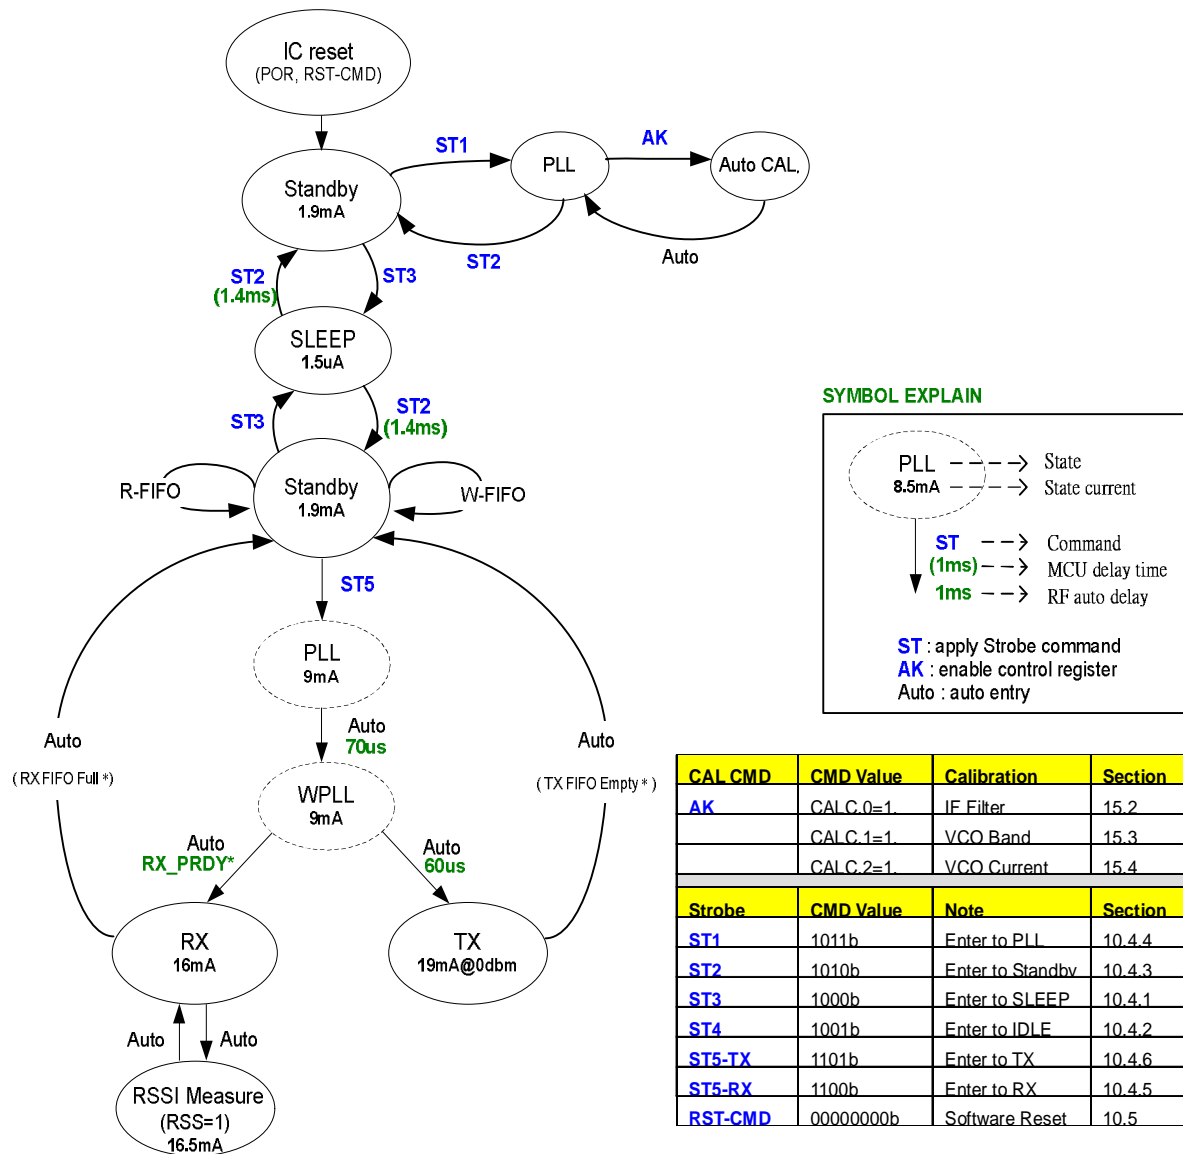 IC reset
(POR, RST-CMD)
ST1
AK
PLL
Auto CAL.
Standby
1.9mA
ST2
Auto
ST2
(1.4ms)
ST3
SLEEP
1.5uA
ST3
ST2
(1.4ms)
R-FIFO
Standby
1.9mA
W-FIFO
ST5
PLL
9mA
Auto
70us
Auto
( RX FIFO Full * )
Auto
( TX FIFO Empty * )
WPLL
9mA
Auto
RX_PRDY*
Auto
60us
RX
16mA
TX
19mA@0dbm
Auto
Auto
RSSI Measure
(RSS=1)
16.5mA
SYMBOL EXPLAIN
PLL
8.5mA
State
State current
ST
(1ms)
1ms
Command
MCU delay time
RF auto delay
ST : apply Strobe command
AK : enable control register
Auto : auto entry
CAL CMD CMD Value Calibration Section
AK CALC.0=1. IF Filter 15.2
CALC.1=1. VCO Band 15.3
CALC.2=1. VCO Current 15.4
Strobe CMD Value Note Section
ST1 1011b Enter to PLL 10.4.4
ST2 1010b Enter to Standby 10.4.3
ST3 1000b Enter to SLEEP 10.4.1
ST4 1001b Enter to IDLE 10.4.2
ST5-TX 1101b Enter to TX 10.4.6
ST5-RX 1100b Enter to RX 10.4.5
RST-CMD 00000000b Software Reset 10.5